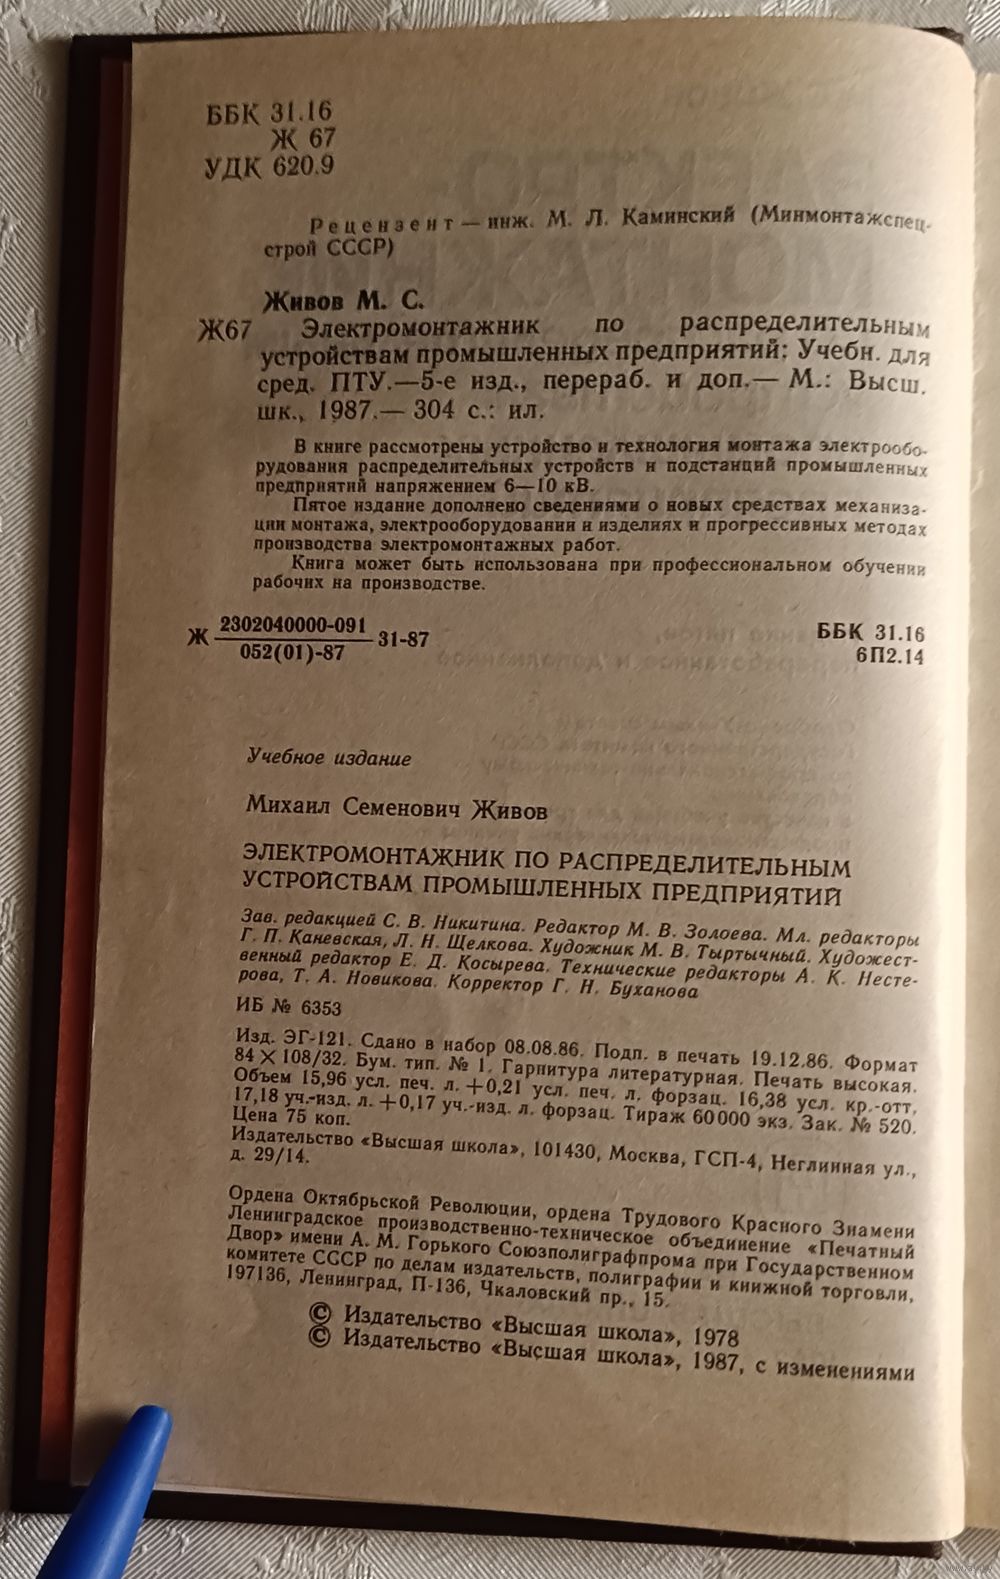 ББК 31.16
Ж 67
УДК 620.9
Рецензент — инж. М. Л. Каминский (Минмонтажспец-
строй СССР)
Живов М. С.
Ж67 Электромонтажник по распределительным
устройствам промышленных предприятий: Учебн. для
сред. ПТУ.—5-е изд., перераб. и доп.— М.: Высш.
шк., 1987.— 304 с.: ил.
В книге рассмотрены устройство и технология монтажа электрообо-
рудования распределительных устройств и подстанций промышленных
предприятий напряжением 6—10 кВ.
Пятое издание дополнено сведениями о новых средствах механиза-
ции монтажа, электрооборудовании и изделиях и прогрессивных методах
производства электромонтажных работ.
Книга может быть использована при профессиональном обучении
рабочих на производстве.
Ж 2302040000-091 31-87
052(01)-87
ББК 31.16
6П2.14
Учебное издание
Михаил Семенович Живов
ЭЛЕКТРОМОНТАЖНИК ПО РАСПРЕДЕЛИТЕЛЬНЫМ
УСТРОЙСТВАМ ПРОМЫШЛЕННЫХ ПРЕДПРИЯТИЙ
Зав. редакцией С. В. Никитина. Редактор М. В. Золоева. Мл. редакторы
Г. П. Каневская, Л. Н. Щелкова. Художник М. В. Тыртычный. Художест-
венный редактор Е. Д. Косырева. Технические редакторы А. К. Несте-
рова, Т. А. Новикова. Корректор Г. Н. Буханова
ИБ № 6353
Изд. ЭГ-121. Сдано в набор 08.08.86. Подп. в печать 19.12.86. Формат
84×108/32. Бум. тип. № 1. Гарнитура литературная. Печать высокая.
Объем 15,96 усл. печ. л. +0,21 усл. печ. л. форзац. 16,38 усл. кр.-отт.
17,18 уч.-изд. л. +0,17 уч.-изд. л. форзац. Тираж 60 000 экз. Зак. № 520.
Цена 75 коп.
Издательство «Высшая школа», 101430, Москва, ГСП-4, Неглинная ул.,
д. 29/14.
Ордена Октябрьской Революции, ордена Трудового Красного Знамени
Ленинградское производственно-техническое объединение «Печатный
Двор» имени А. М. Горького Союзполиграфпрома при Государственном
комитете СССР по делам издательств, полиграфии и книжной торговли,
197136, Ленинград, П-136, Чкаловский пр., 15.
© Издательство «Высшая школа», 1978
© Издательство «Высшая школа», 1987, с изменениями